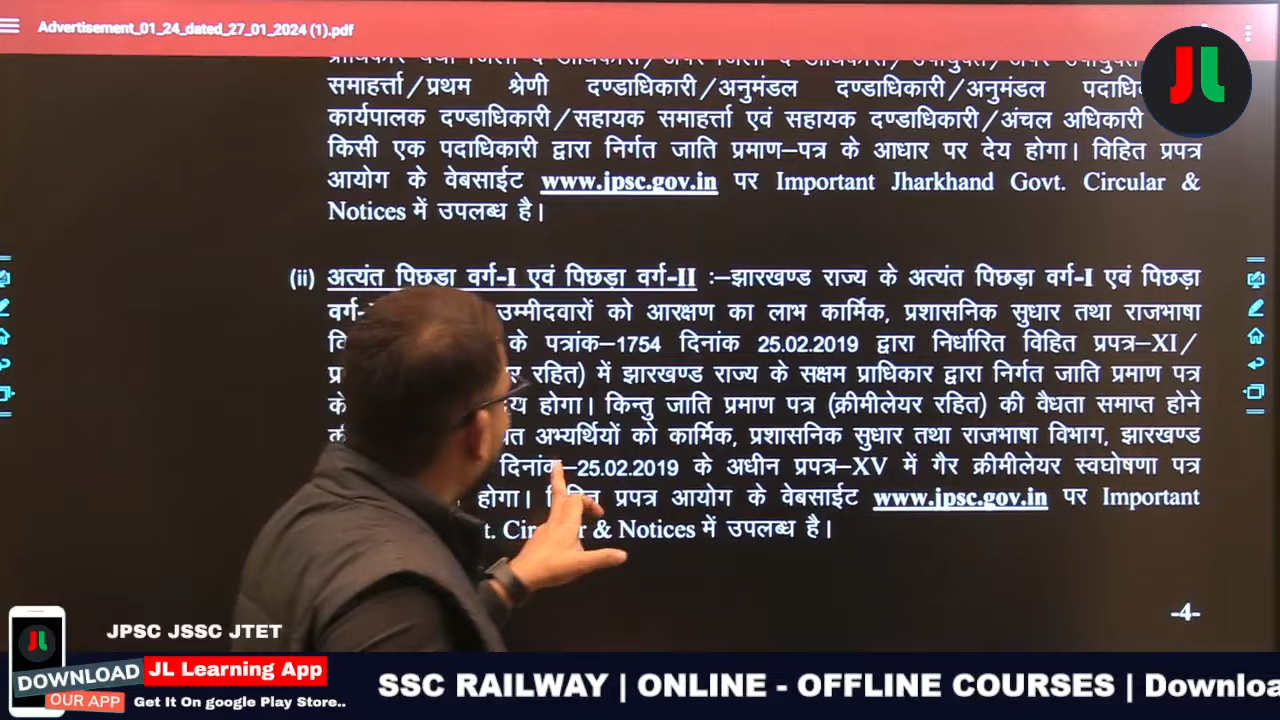 Advertisement_01_24_dated_27_01_2024 (1).pdf
JL
समाहर्त्ता/प्रथम श्रेणी दण्डाधिकारी/अनुमंडल दण्डाधिकारी/अनुमंडल
कार्यपालक दण्डाधिकारी/सहायक समाहर्त्ता एवं सहायक दण्डाधिकारी/अंचल अधिकारी
किसी एक पदाधिकारी द्वारा निर्गत जाति प्रमाण–पत्र के आधार पर देय होगा। विहित प्रपत्र
आयोग के वेबसाईट www.jpsc.gov.in पर Important Jharkhand Govt. Circular &
Notices में उपलब्ध है।
(ii) अत्यंत पिछड़ा वर्ग-I एवं पिछड़ा वर्ग-II :–झारखण्ड राज्य के अत्यंत पिछड़ा वर्ग-I एवं पिछड़ा
उम्मीदवारों को आरक्षण का लाभ कार्मिक, प्रशासनिक सुधार तथा राजभाषा
के पत्रांक–1754 दिनांक 25.02.2019 द्वारा निर्धारित विहित प्रपत्र–XI/
रहित) में झारखण्ड राज्य के सक्षम प्राधिकार द्वारा निर्गत जाति प्रमाण पत्र
होगा। किन्तु जाति प्रमाण पत्र (क्रीमीलेयर रहित) की वैधता समाप्त होने
अभ्यर्थियों को कार्मिक, प्रशासनिक सुधार तथा राजभाषा विभाग, झारखण्ड
दिनांक–25.02.2019 के अधीन प्रपत्र–XV में गैर क्रीमीलेयर स्वघोषणा पत्र
होगा। प्रपत्र आयोग के वेबसाईट www.jpsc.gov.in पर Important
& Notices में उपलब्ध है।
-4-
JPSC JSSC JTET
DOWNLOAD JL Learning App
OUR APP Get It On google Play Store..
SSC RAILWAY | ONLINE - OFFLINE COURSES |